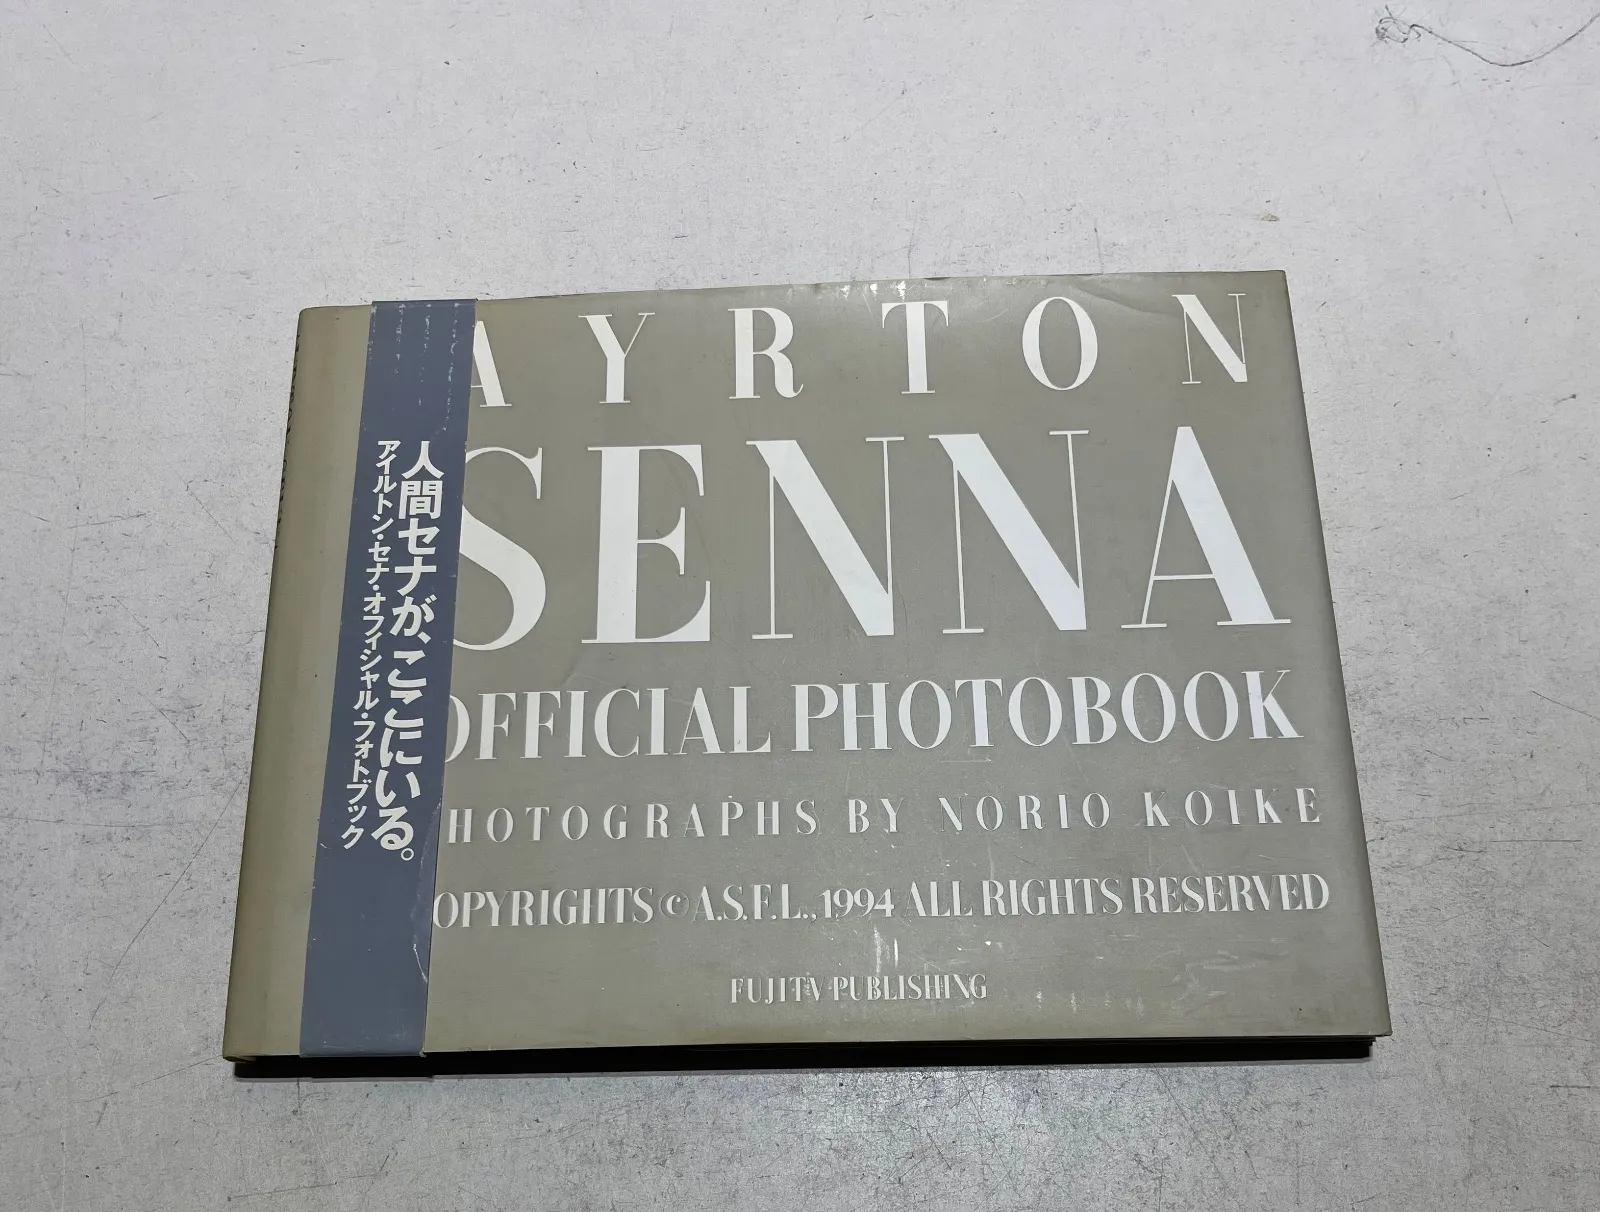 AYRTON
SENNA
OFFICIAL PHOTOBOOK
PHOTOGRAPHS BY NORIO KOIKE
COPYRIGHTS © A.S.F.L., 1994 ALL RIGHTS RESERVED
FUJITV PUBLISHING
人間セナが、ここにいる。
アイルトン・セナ・オフィシャル・フォトブック